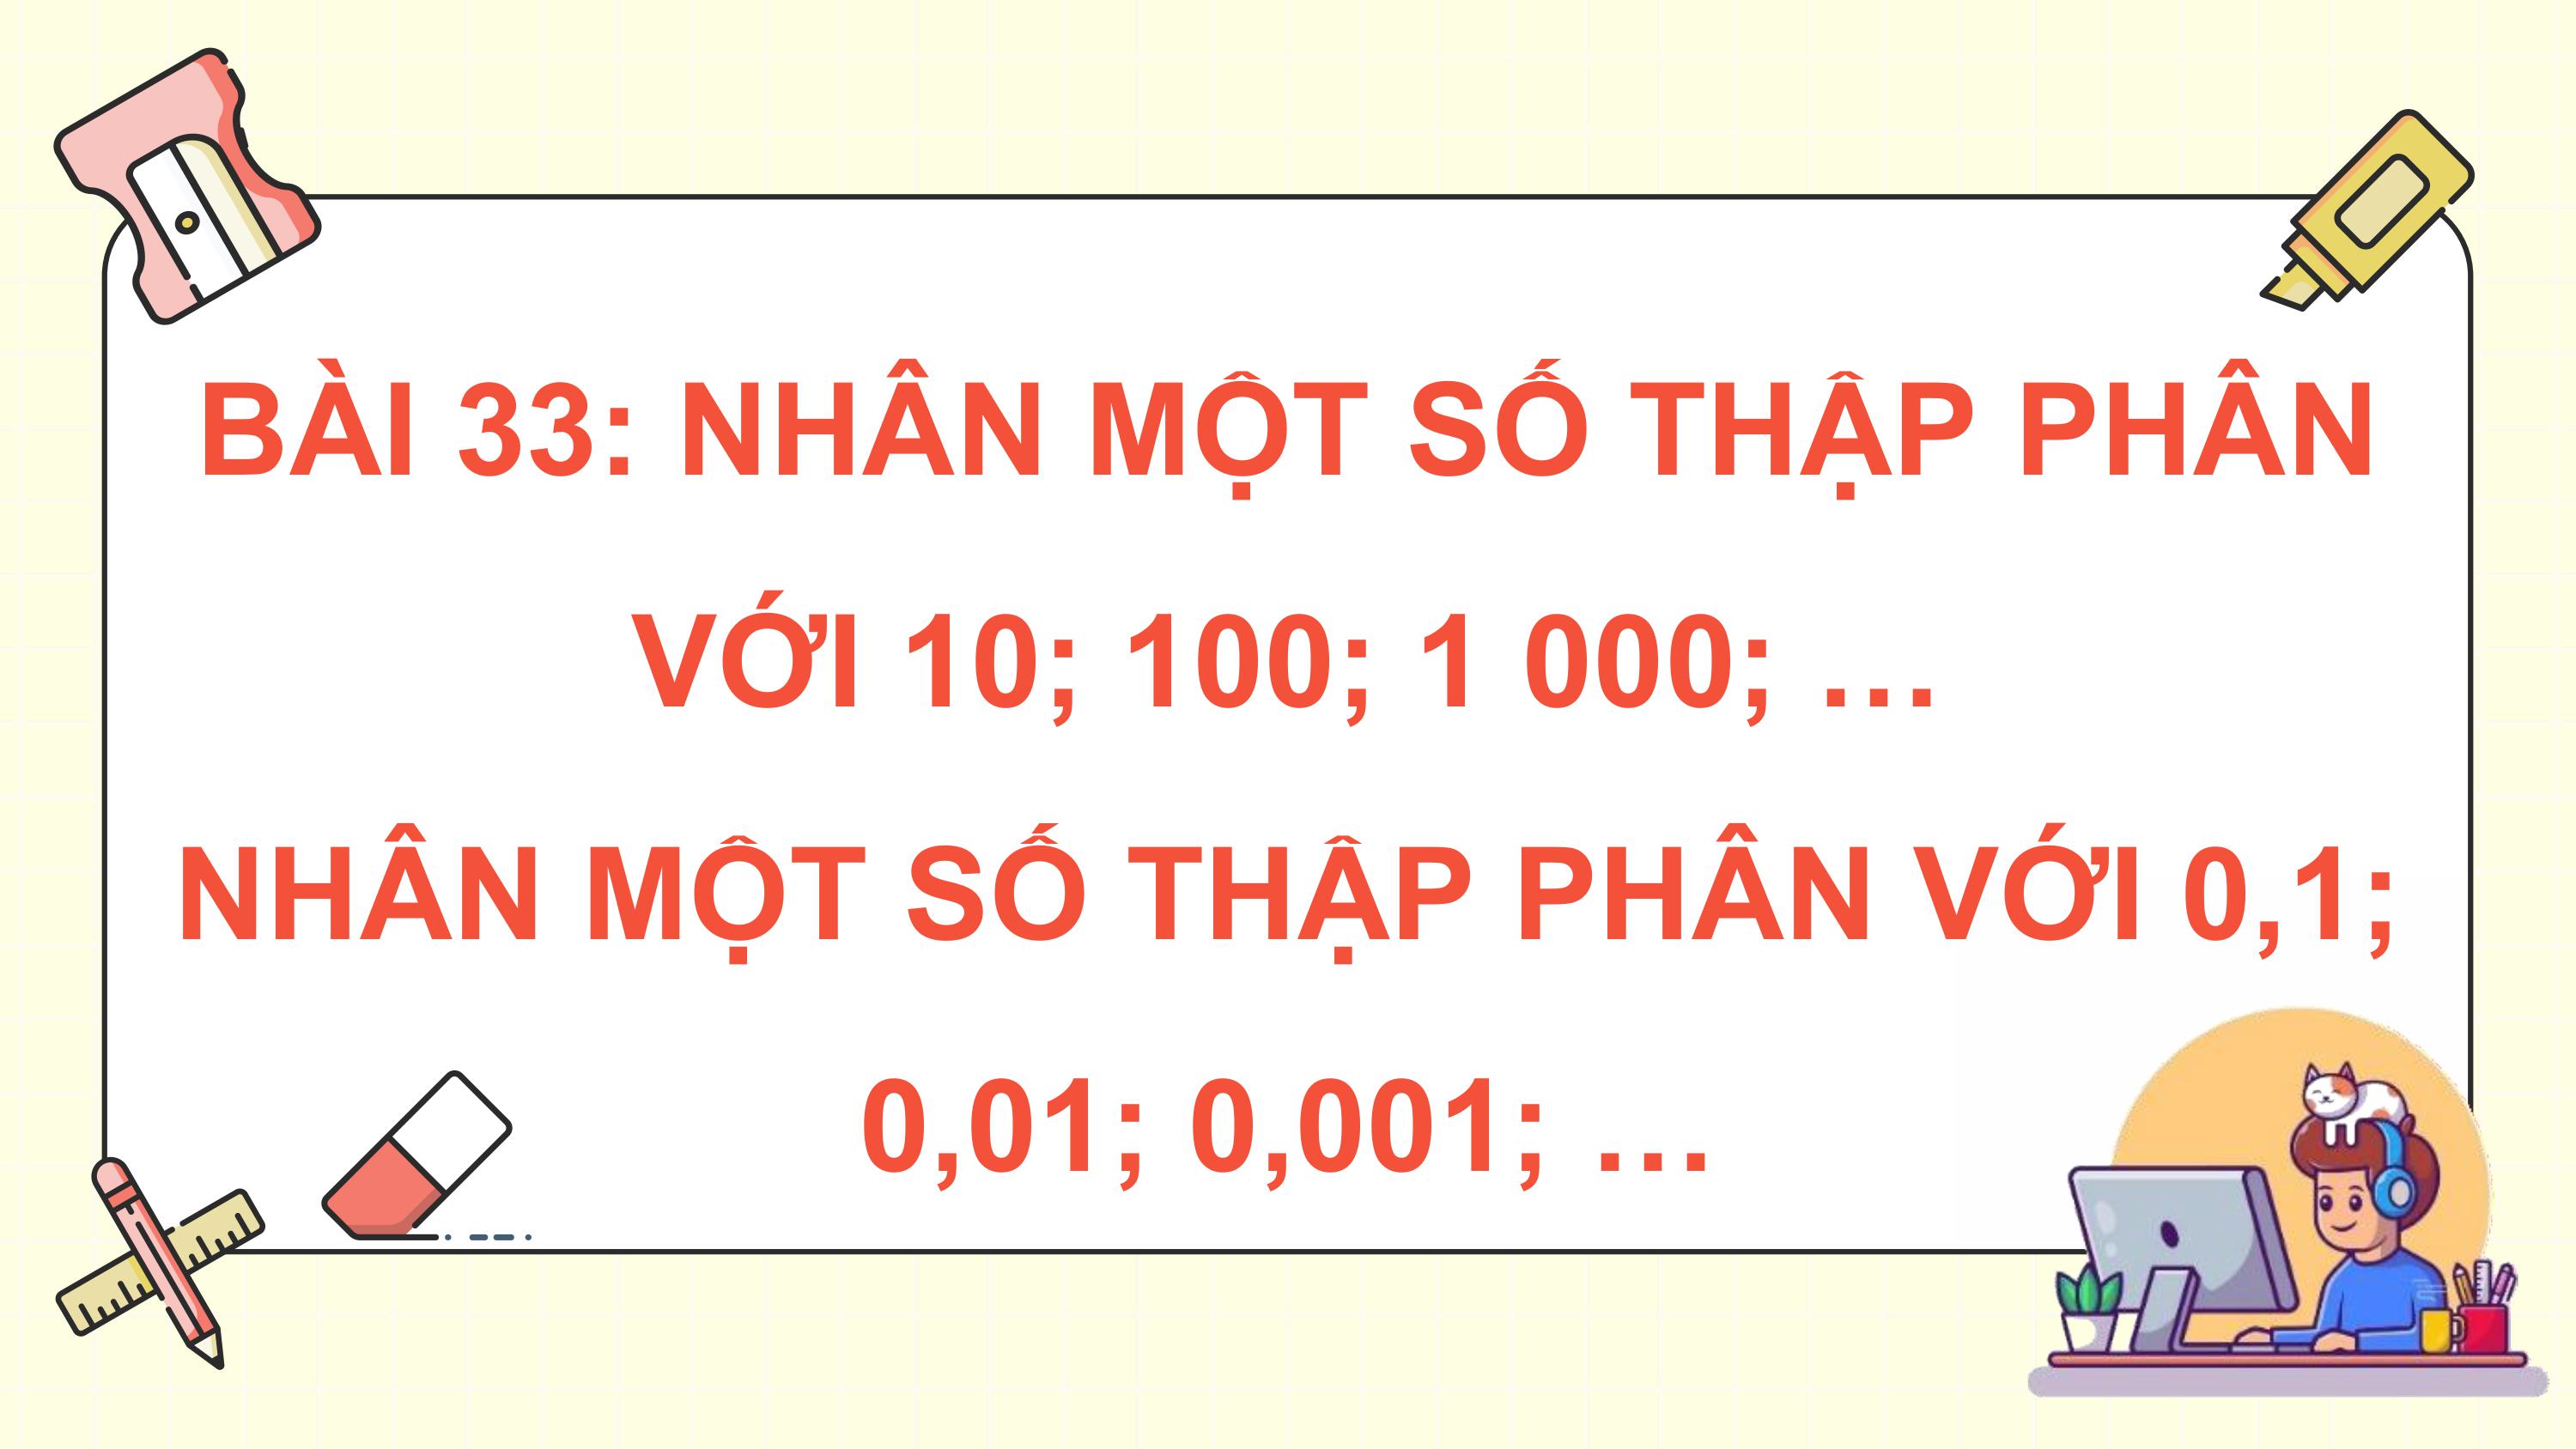 BÀI 33: NHÂN MỘT SỐ THẬP PHÂN
VỚI 10; 100; 1 000; …
NHÂN MỘT SỐ THẬP PHÂN VỚI 0,1;
0,01; 0,001; …